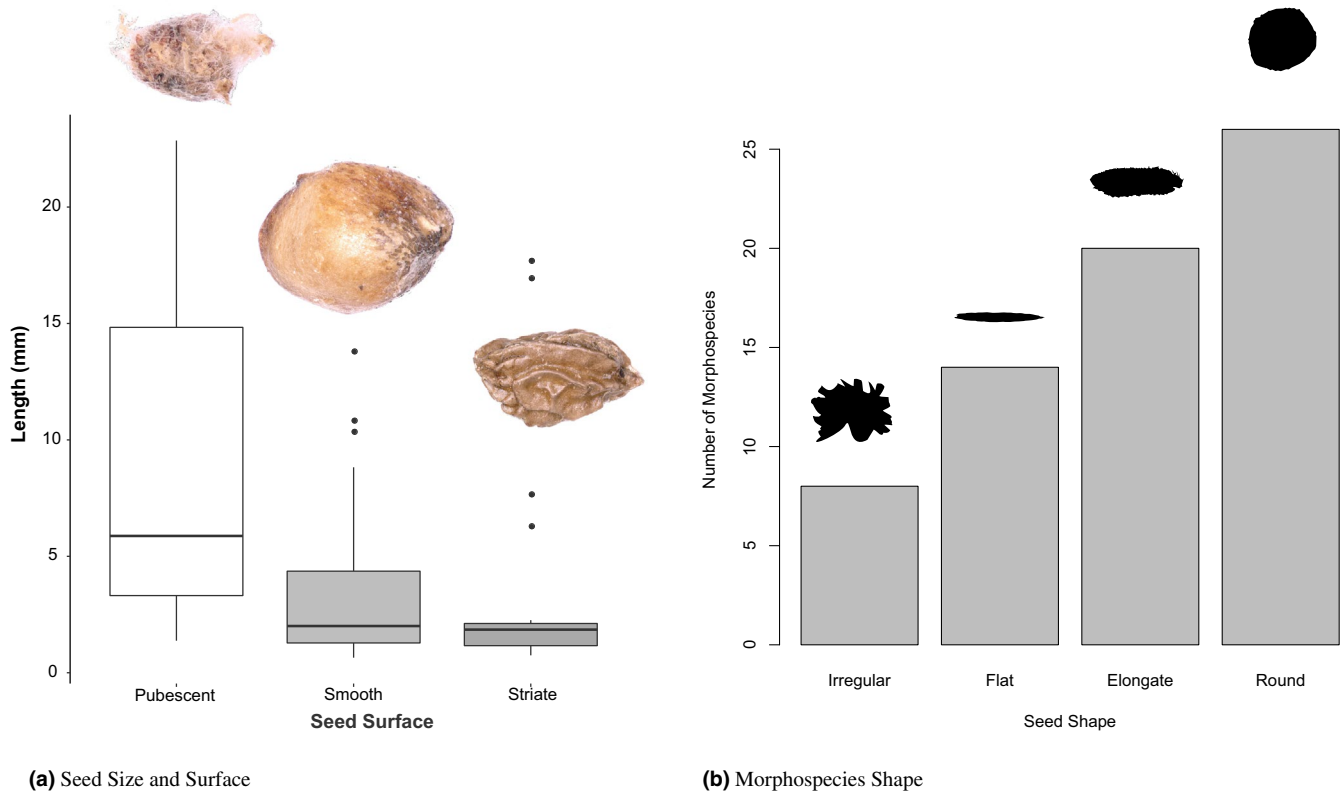 20
15
10
5
0
Length (mm)
Pubescent
Smooth
Striate
Seed Surface
(a) Seed Size and Surface
25
20
15
10
5
0
Number of Morphospecies
Irregular
Flat
Elongate
Round
Seed Shape
(b) Morphospecies Shape